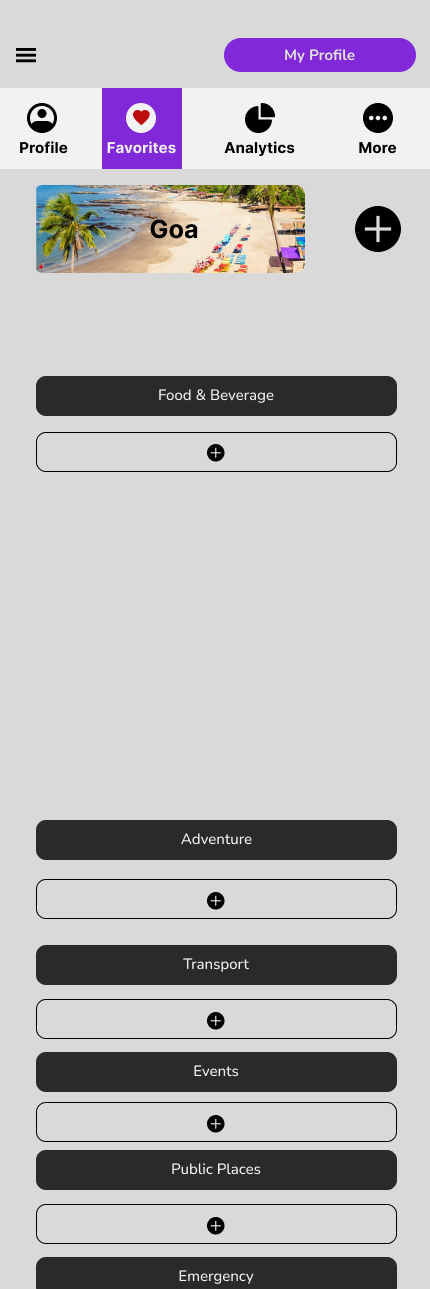 My Profile
Profile
Favorites
Analytics
More
Goa
Food & Beverage
Adventure
Transport
Events
Public Places
Emergency